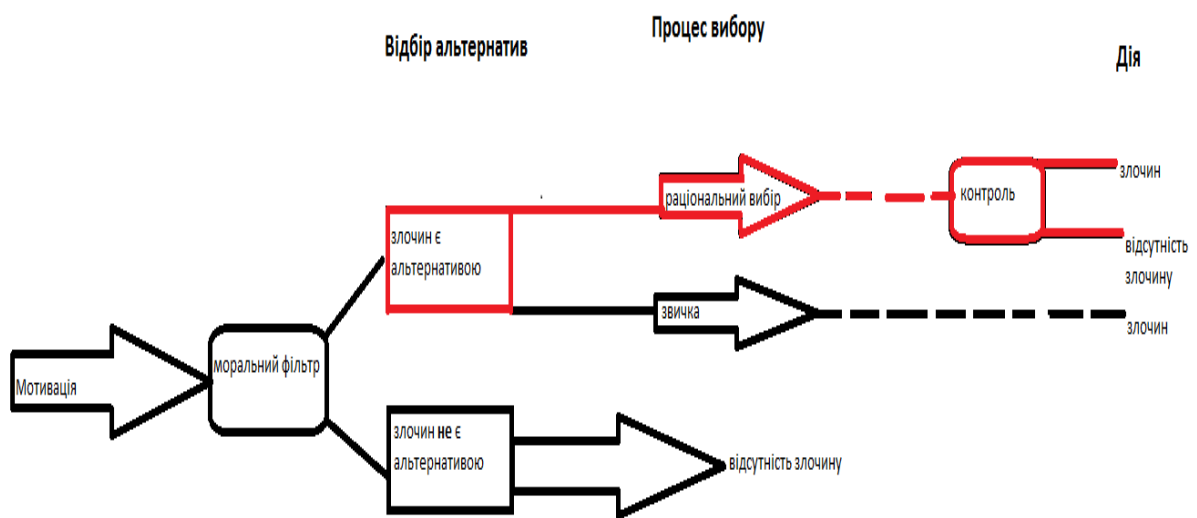 Відбір альтернатив
Процес вибору
Дія
злочин
раціональний вибір
контроль
злочин є
альтернативою
відсутність
злочину
звичка
злочин
моральний фільтр
Мотивація
злочин не є
альтернативою
відсутність злочину